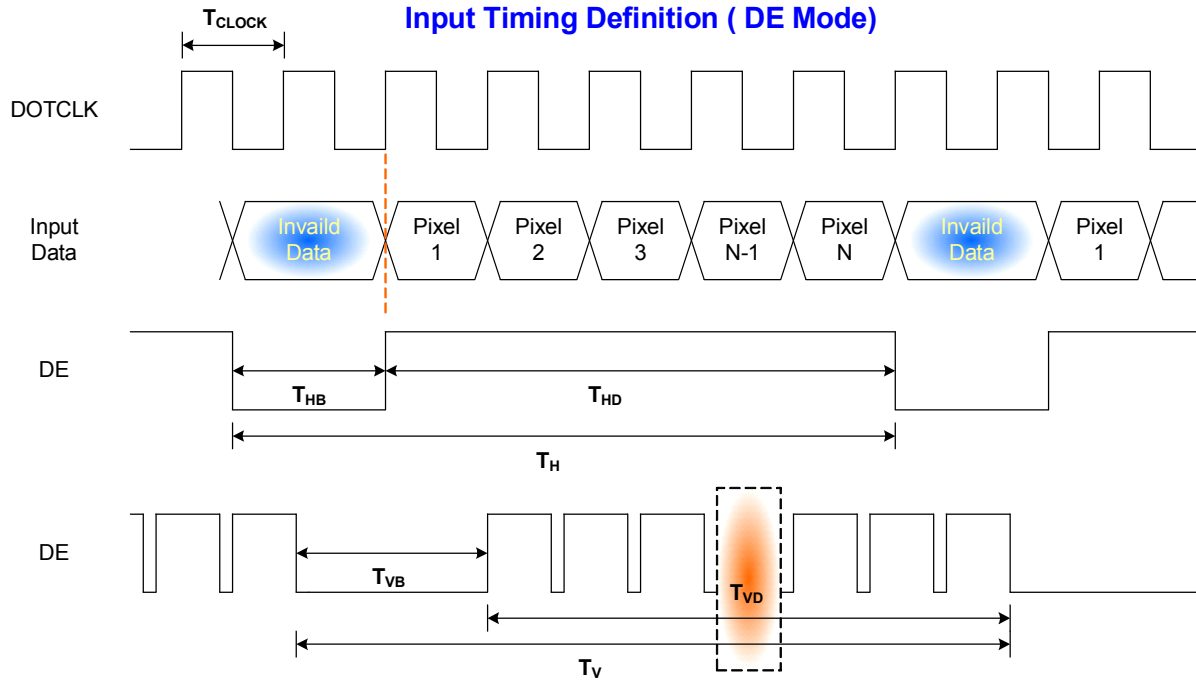 Input Timing Definition ( DE Mode)
TCLOCK
DOTCLK
Input
Data
Invaild
Data
Pixel
1
Pixel
2
Pixel
3
Pixel
N-1
Pixel
N
Invaild
Data
Pixel
1
DE
THB
THD
TH
DE
TVB
TVD
TV